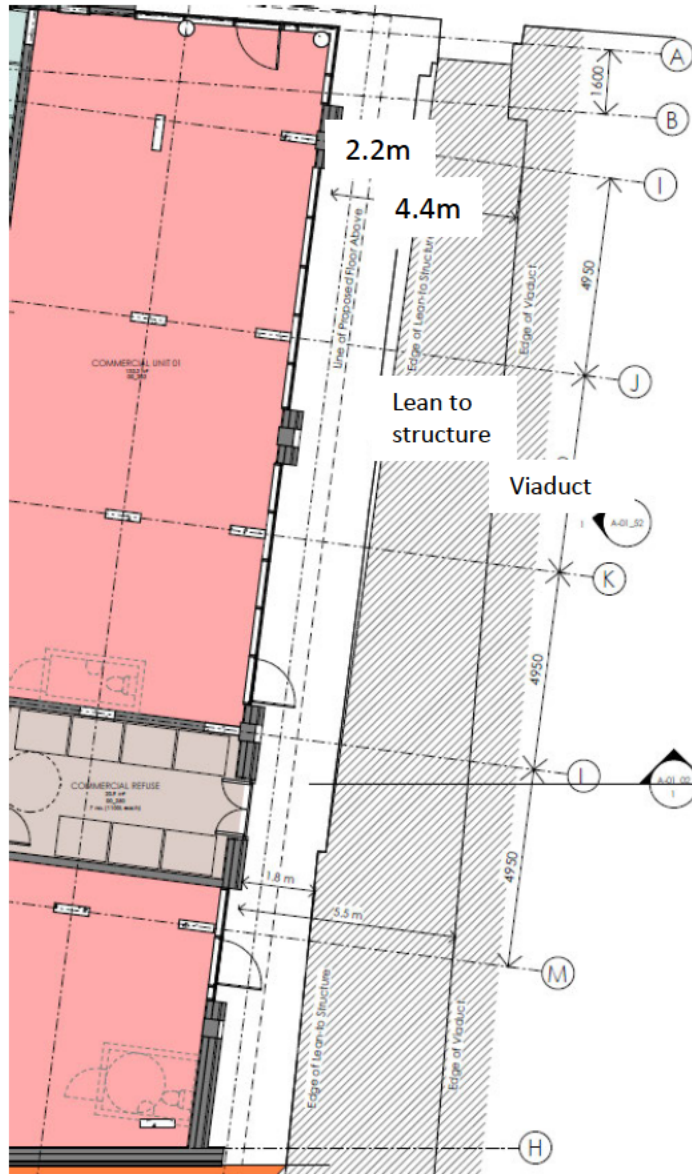 A
1600
B
2.2m
I
4.4m
Line of Proposed Floor Above
Edge of Lean-to Structure
Edge of Viaduct
4950
COMMERCIAL UNIT 01
J
Lean to
structure
Viaduct
A-01_52
1
K
4950
COMMERCIAL REFUSE
L
A-01_02
1
1.8 m
4950
5.5 m
M
Edge of Lean-to Structure
Edge of Viaduct
H